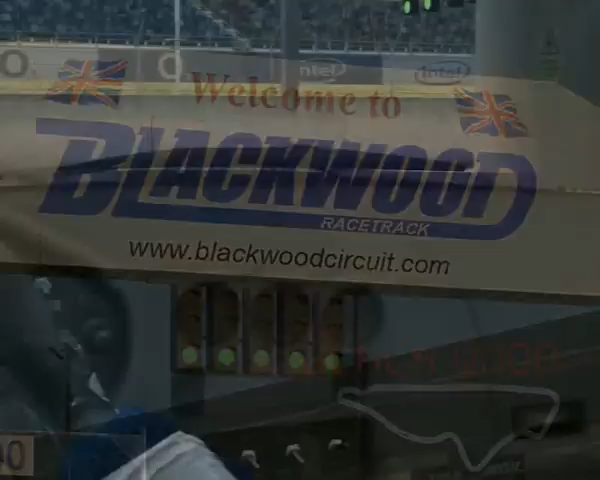 intel intel
Welcome to
BLACKWOOD
RACETRACK
www.blackwoodcircuit.com